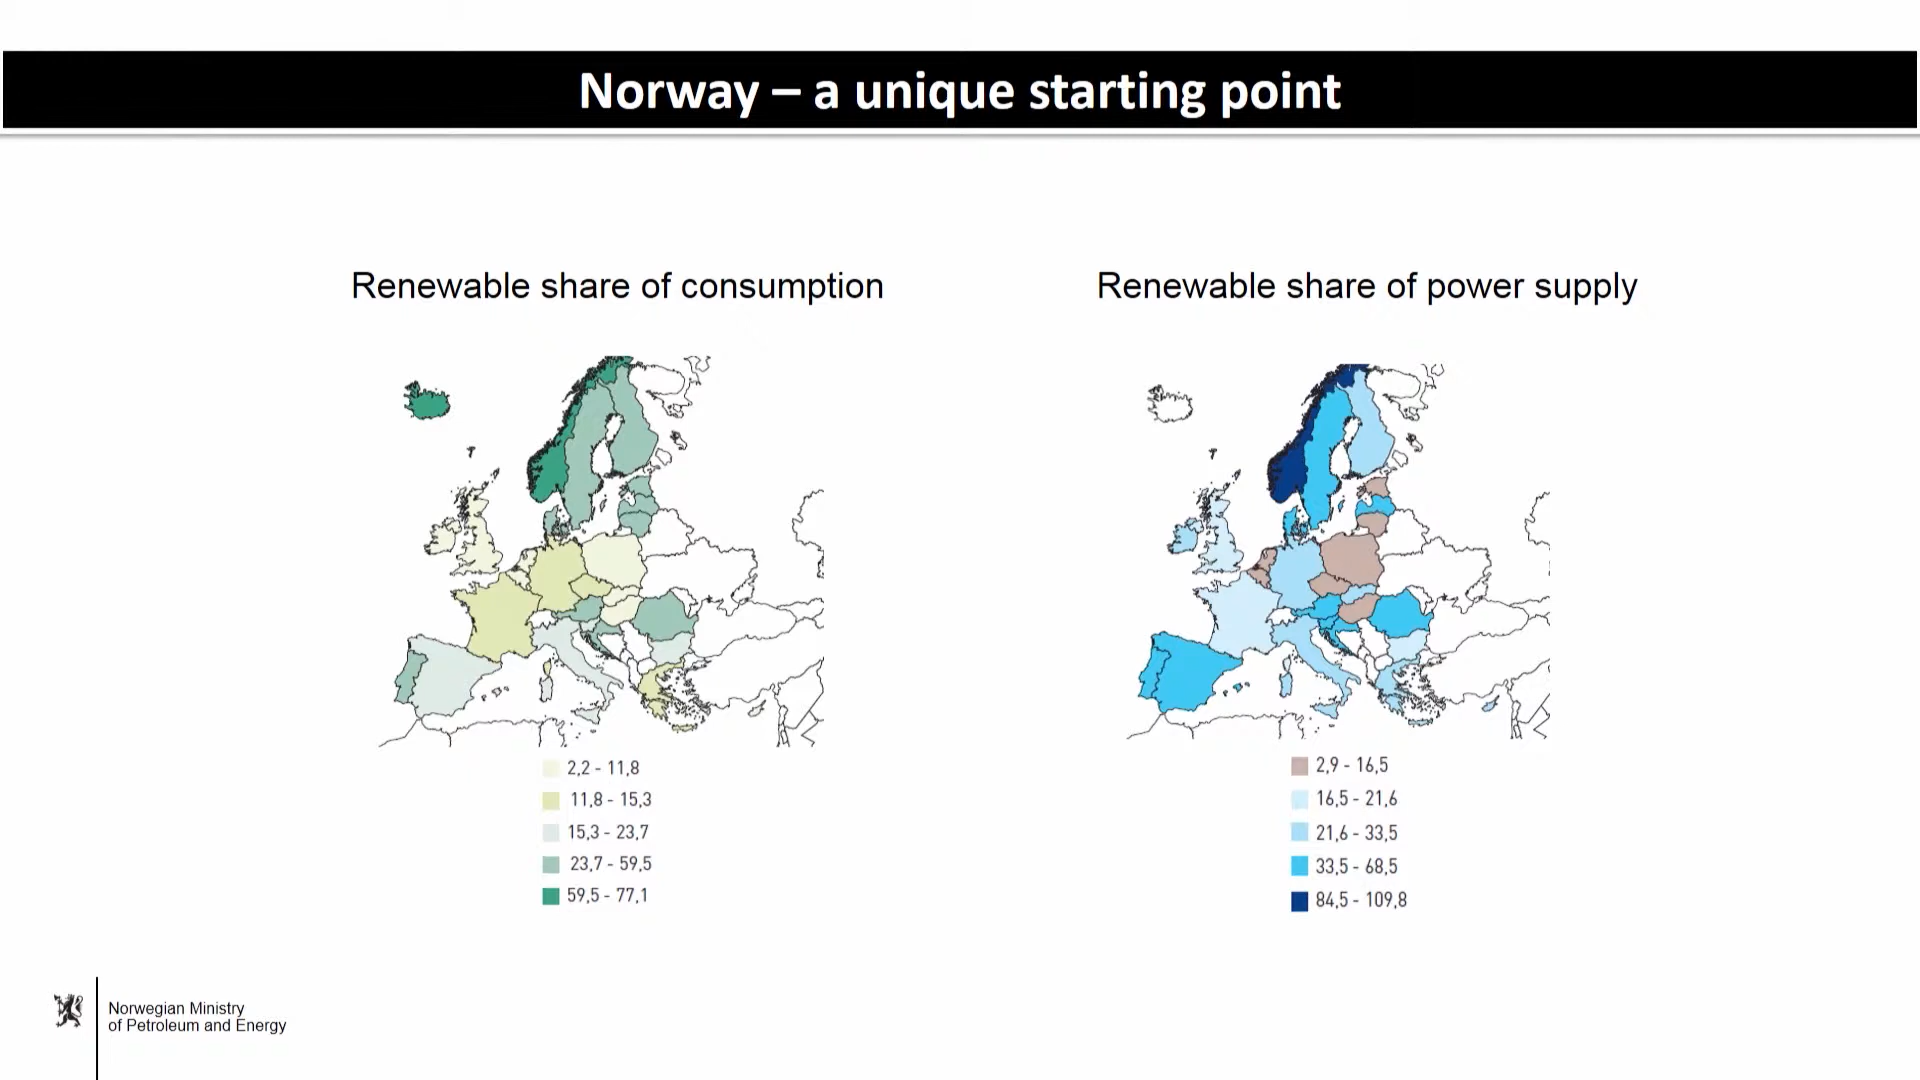 Norway – a unique starting point
Renewable share of consumption
Renewable share of power supply
2,2 - 11,8
11,8 - 15,3
15,3 - 23,7
23,7 - 59,5
59,5 - 77,1
2,9 - 16,5
16,5 - 21,6
21,6 - 33,5
33,5 - 68,5
84,5 - 109,8
Norwegian Ministry
of Petroleum and Energy